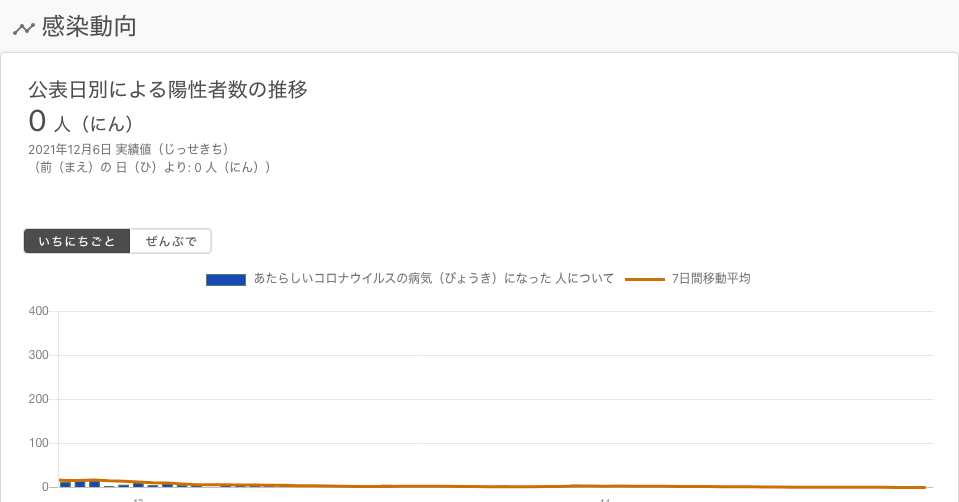 感染動向
公表日別による陽性者数の推移
0 人（にん）
2021年12月6日 実績値（じっせきち）
（前（まえ）の 日（ひ）より: 0 人（にん））
いちにちごと ぜんぶで
あたらしいコロナウイルスの病気（びょうき）になった 人について 7日間移動平均
400
300
200
100
0